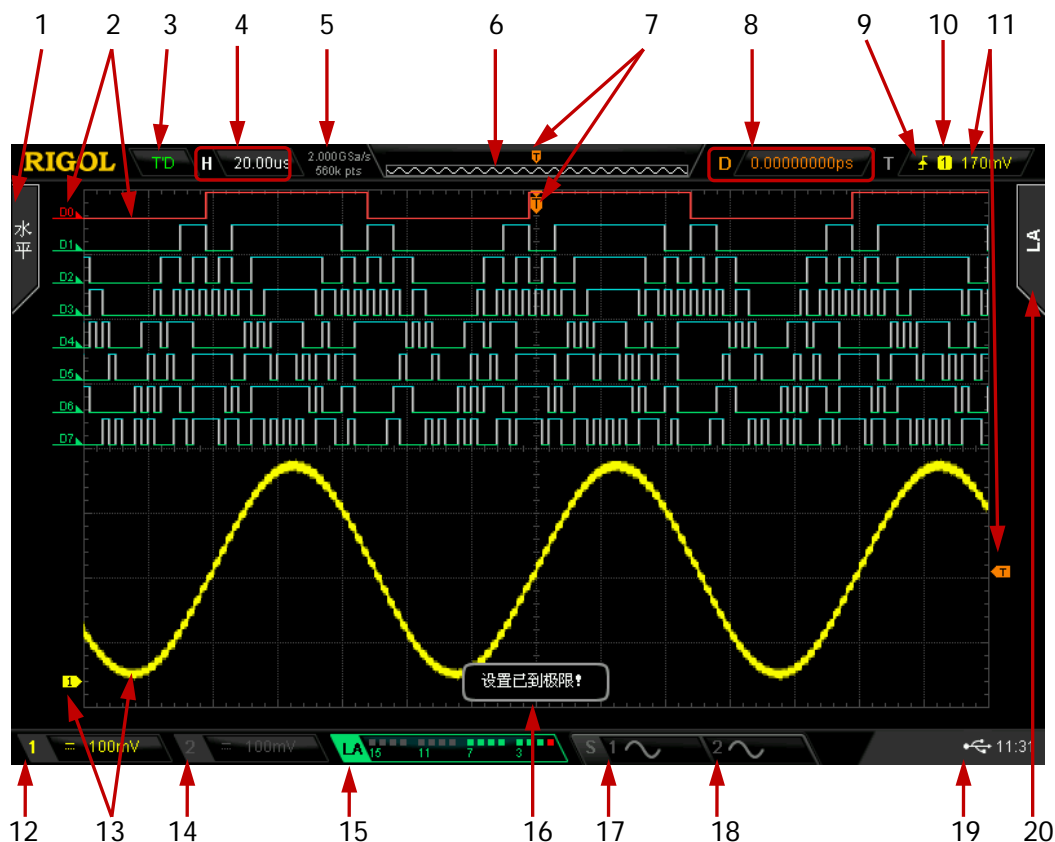 1 2 3 4 5 6 7 8 9 10 11
RIGOL T'D H 20.00us 2.000GSa/s D 0.00000000ps T 1 170mV
560k pts
T
T
D0
水平
LA
D1
D2
D3
D4
D5
D6
D7
T
1
设置已到极限!
1 100mV 2 100mV LA 15 11 7 3 S 1 2 11:31
12 13 14 15 16 17 18 19 20